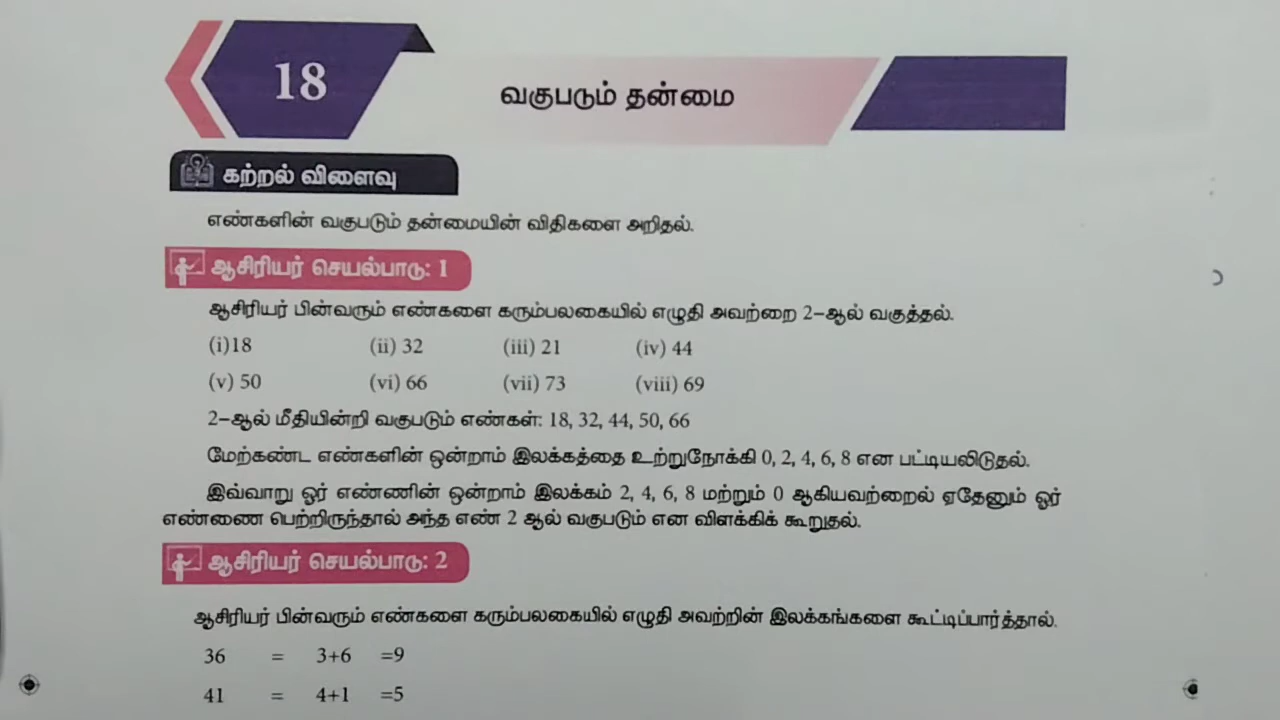 18
வகுபடும் தன்மை
கற்றல் விளைவு
எண்களின் வகுபடும் தன்மையின் விதிகளை அறிதல்.
ஆசிரியர் செயல்பாடு: 1
ஆசிரியர் பின்வரும் எண்களை கரும்பலகையில் எழுதி அவற்றை 2-ஆல் வகுத்தல்.
(i)18 (ii) 32 (iii) 21 (iv) 44
(v) 50 (vi) 66 (vii) 73 (viii) 69
2-ஆல் மீதியின்றி வகுபடும் எண்கள்: 18, 32, 44, 50, 66
மேற்கண்ட எண்களின் ஒன்றாம் இலக்கத்தை உற்றுநோக்கி 0, 2, 4, 6, 8 என பட்டியலிடுதல்.
இவ்வாறு ஓர் எண்ணின் ஒன்றாம் இலக்கம் 2, 4, 6, 8 மற்றும் 0 ஆகியவற்றைல் ஏதேனும் ஓர்
எண்ணை பெற்றிருந்தால் அந்த எண் 2 ஆல் வகுபடும் என விளக்கிக் கூறுதல்.
ஆசிரியர் செயல்பாடு: 2
ஆசிரியர் பின்வரும் எண்களை கரும்பலகையில் எழுதி அவற்றின் இலக்கங்களை கூட்டிப்பார்த்தால்.
36 = 3+6 =9
41 = 4+1 =5